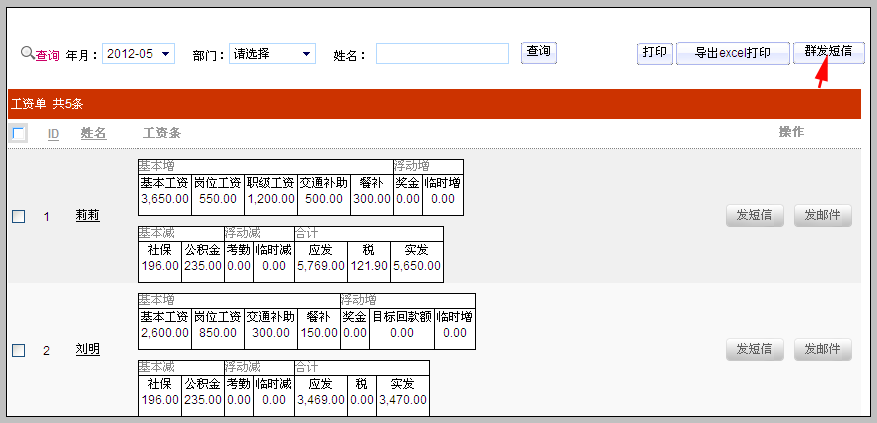 查询 年月： 2012-05 部门： 请选择 姓名： 查询 打印 导出excel打印 群发短信
工资单 共5条
ID 姓名 工资条 操作
基本增 浮动增
基本工资 岗位工资 职级工资 交通补助 餐补 奖金 临时增
3,650.00 550.00 1,200.00 500.00 300.00 0.00 0.00
1 莉莉 发短信 发邮件
基本减 浮动减 合计
社保 公积金 考勤 临时减 应发 税 实发
196.00 235.00 0.00 0.00 5,769.00 121.90 5,650.00
基本增 浮动增
基本工资 岗位工资 交通补助 餐补 奖金 目标回款额 临时增
2,600.00 850.00 300.00 150.00 0.00 0.00 0.00
2 刘明 发短信 发邮件
基本减 浮动减 合计
社保 公积金 考勤 临时减 应发 税 实发
196.00 235.00 0.00 0.00 3,469.00 0.00 3,470.00